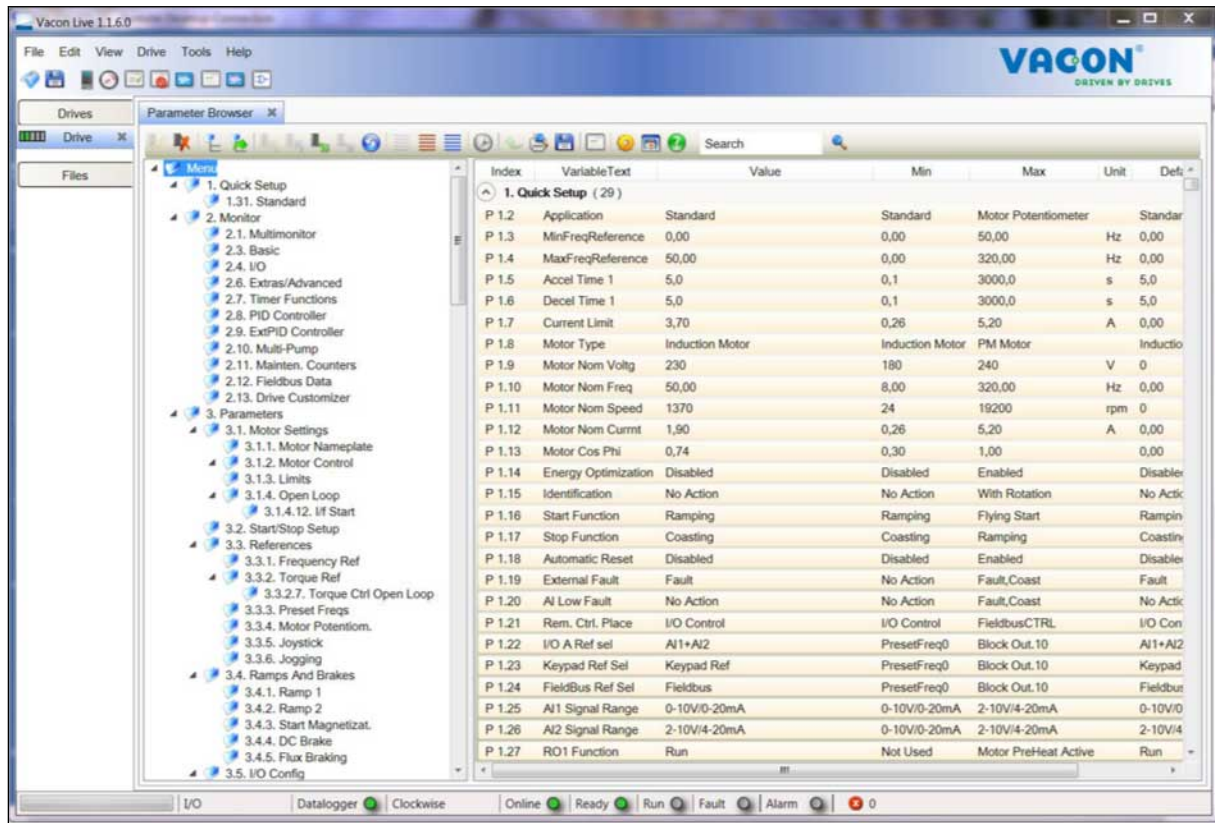 Vacon Live 1.1.6.0
File Edit View Drive Tools Help
VACON®
DRIVEN BY DRIVES
Drives
Drive
Files
Parameter Browser
Search
Menu
1. Quick Setup
1.31. Standard
2. Monitor
2.1. Multimonitor
2.3. Basic
2.4. I/O
2.6. Extras/Advanced
2.7. Timer Functions
2.8. PID Controller
2.9. ExtPID Controller
2.10. Multi-Pump
2.11. Mainten. Counters
2.12. Fieldbus Data
2.13. Drive Customizer
3. Parameters
3.1. Motor Settings
3.1.1. Motor Nameplate
3.1.2. Motor Control
3.1.3. Limits
3.1.4. Open Loop
3.1.4.12. I/f Start
3.2. Start/Stop Setup
3.3. References
3.3.1. Frequency Ref
3.3.2. Torque Ref
3.3.2.7. Torque Ctrl Open Loop
3.3.3. Preset Freqs
3.3.4. Motor Potentiom.
3.3.5. Joystick
3.3.6. Jogging
3.4. Ramps And Brakes
3.4.1. Ramp 1
3.4.2. Ramp 2
3.4.3. Start Magnetizat.
3.4.4. DC Brake
3.4.5. Flux Braking
3.5. I/O Config
Index VariableText Value Min Max Unit Defa
1. Quick Setup (29)
P 1.2 Application Standard Standard Motor Potentiometer Standar
P 1.3 MinFreqReference 0,00 0,00 50,00 Hz 0,00
P 1.4 MaxFreqReference 50,00 0,00 320,00 Hz 0,00
P 1.5 Accel Time 1 5,0 0,1 3000,0 s 5,0
P 1.6 Decel Time 1 5,0 0,1 3000,0 s 5,0
P 1.7 Current Limit 3,70 0,26 5,20 A 0,00
P 1.8 Motor Type Induction Motor Induction Motor PM Motor Inductio
P 1.9 Motor Nom Voltg 230 180 240 V 0
P 1.10 Motor Nom Freq 50,00 8,00 320,00 Hz 0,00
P 1.11 Motor Nom Speed 1370 24 19200 rpm 0
P 1.12 Motor Nom Currnt 1,90 0,26 5,20 A 0,00
P 1.13 Motor Cos Phi 0,74 0,30 1,00 0,00
P 1.14 Energy Optimization Disabled Disabled Enabled Disable
P 1.15 Identification No Action No Action With Rotation No Actic
P 1.16 Start Function Ramping Ramping Flying Start Rampin
P 1.17 Stop Function Coasting Coasting Ramping Coasting
P 1.18 Automatic Reset Disabled Disabled Enabled Disable
P 1.19 External Fault Fault No Action Fault,Coast Fault
P 1.20 AI Low Fault No Action No Action Fault,Coast No Actic
P 1.21 Rem. Ctrl. Place I/O Control I/O Control FieldbusCTRL I/O Con
P 1.22 I/O A Ref sel AI1+AI2 PresetFreq0 Block Out.10 AI1+AI2
P 1.23 Keypad Ref Sel Keypad Ref PresetFreq0 Block Out.10 Keypad
P 1.24 FieldBus Ref Sel Fieldbus PresetFreq0 Block Out.10 Fieldbus
P 1.25 AI1 Signal Range 0-10V/0-20mA 0-10V/0-20mA 2-10V/4-20mA 0-10V/0
P 1.26 AI2 Signal Range 2-10V/4-20mA 0-10V/0-20mA 2-10V/4-20mA 2-10V/4
P 1.27 RO1 Function Run Not Used Motor PreHeat Active Run
I/O Datalogger Clockwise Online Ready Run Fault Alarm 0